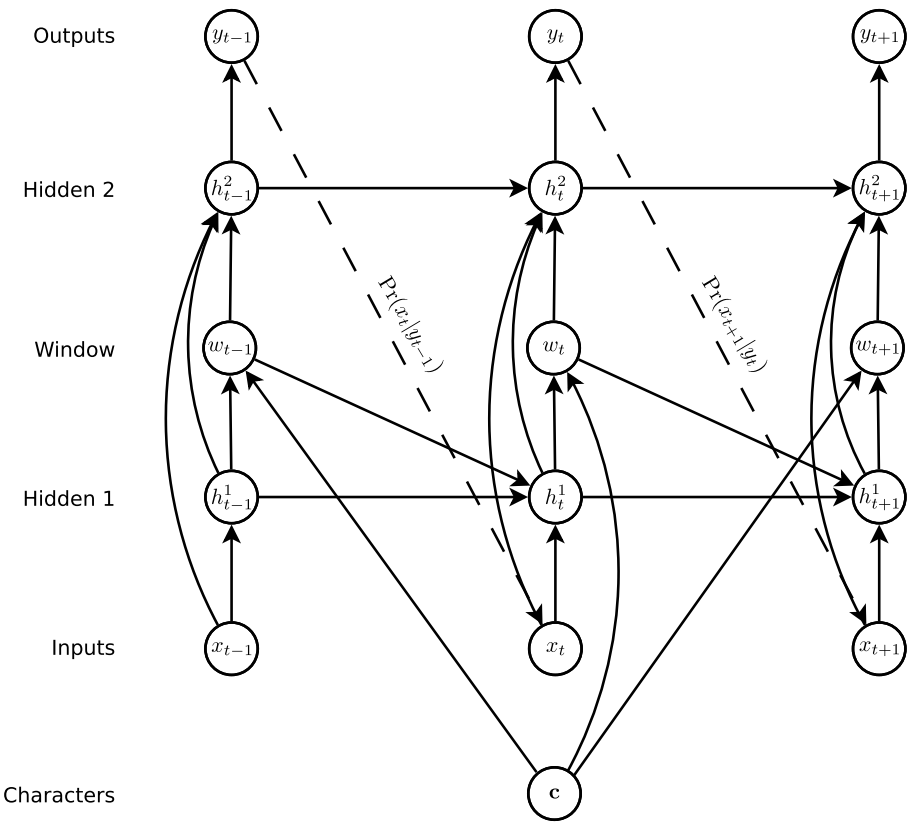 Outputs y_{t−1} y_t y_{t+1}
Hidden 2 h^2_{t−1} h^2_t h^2_{t+1}
Pr(x_t|y_{t−1}) Pr(x_{t+1}|y_t)
Window w_{t−1} w_t w_{t+1}
Hidden 1 h^1_{t−1} h^1_t h^1_{t+1}
Inputs x_{t−1} x_t x_{t+1}
Characters c